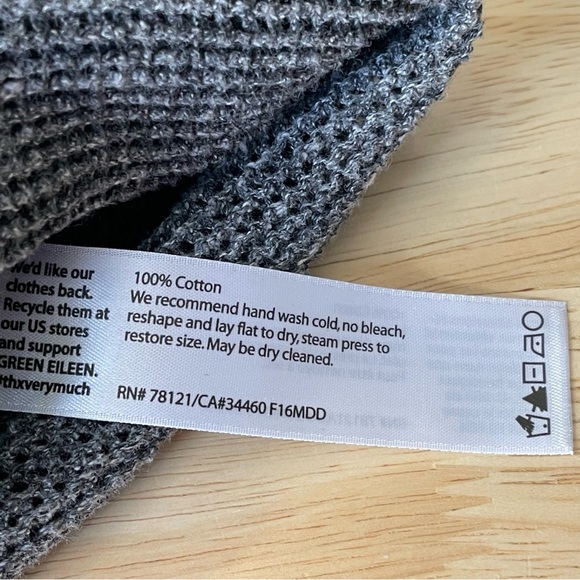 We'd like our
clothes back.
Recycle them at
our US stores
and support
GREEN EILEEN.
#thxverymuch
100% Cotton
We recommend hand wash cold, no bleach,
reshape and lay flat to dry, steam press to
restore size. May be dry cleaned.
RN# 78121/CA#34460 F16MDD